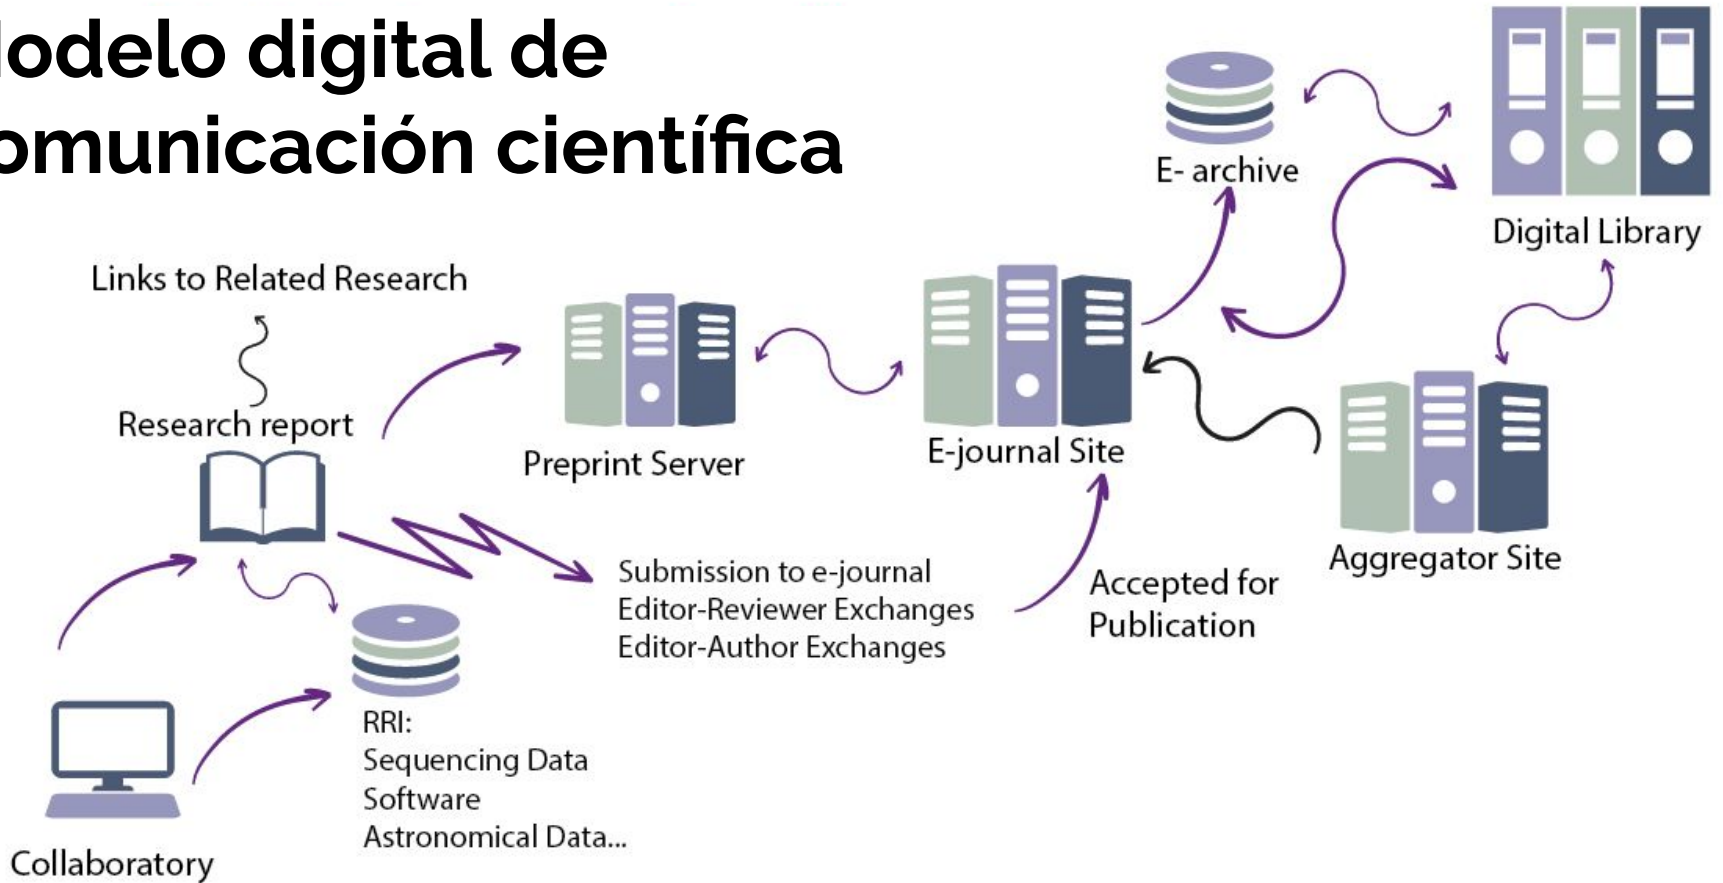 odelo digital de
omunicación científica
E- archive
Digital Library
Links to Related Research
Research report
Preprint Server
E-journal Site
Aggregator Site
Submission to e-journal
Editor-Reviewer Exchanges
Editor-Author Exchanges
Accepted for
Publication
RRI:
Sequencing Data
Software
Astronomical Data...
Collaboratory